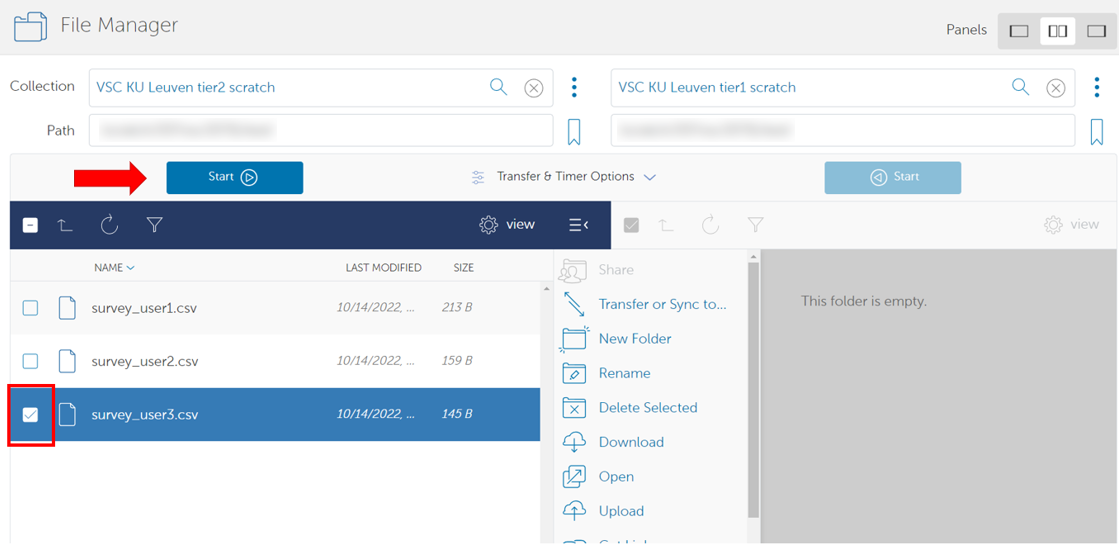 File Manager
Panels
Collection
VSC KU Leuven tier2 scratch
VSC KU Leuven tier1 scratch
Path
Start
Transfer & Timer Options
Start
view
view
NAME
LAST MODIFIED
SIZE
survey_user1.csv
10/14/2022, ...
213 B
survey_user2.csv
10/14/2022, ...
159 B
survey_user3.csv
10/14/2022, ...
145 B
Share
Transfer or Sync to...
New Folder
Rename
Delete Selected
Download
Open
Upload
This folder is empty.